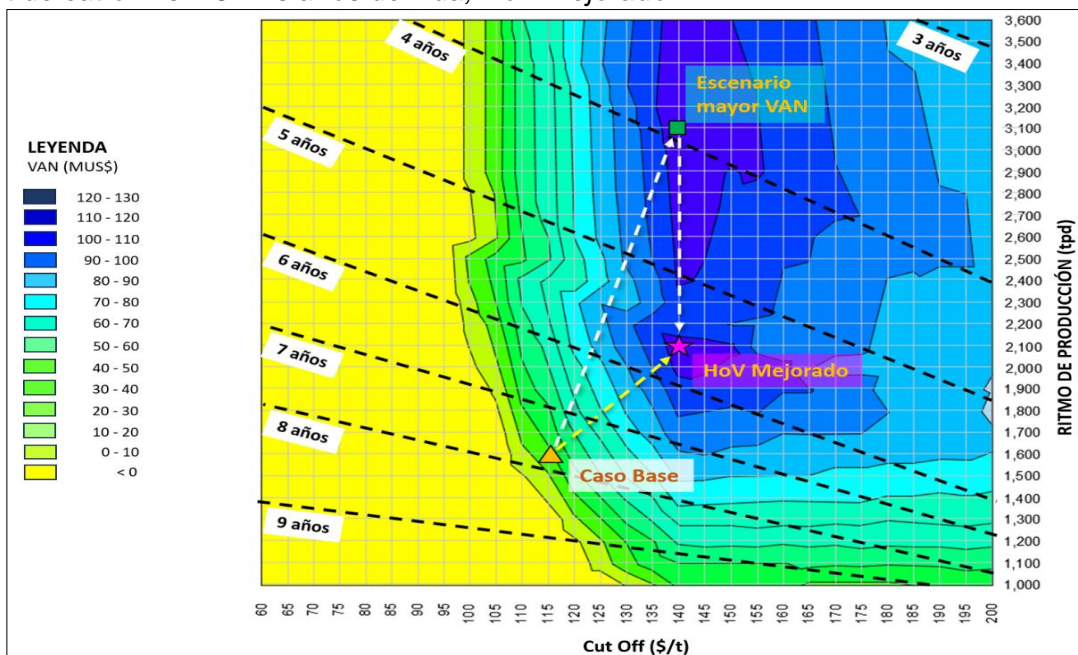 4 años
3 años
5 años
6 años
7 años
8 años
9 años
Escenario
mayor VAN
HoV Mejorado
Caso Base
LEYENDA
VAN (MUS$)
120 - 130
110 - 120
100 - 110
90 - 100
80 - 90
70 - 80
60 - 70
50 - 60
40 - 50
30 - 40
20 - 30
10 - 20
0 - 10
< 0
3,600
3,500
3,400
3,300
3,200
3,100
3,000
2,900
2,800
2,700
2,600
2,500
2,400
2,300
2,200
2,100
2,000
1,900
1,800
1,700
1,600
1,500
1,400
1,300
1,200
1,100
1,000
RITMO DE PRODUCCIÓN (tpd)
60 65 70 75 80 85 90 95 100 105 110 115 120 125 130 135 140 145 150 155 160 165 170 175 180 185 190 195 200
Cut Off ($/t)